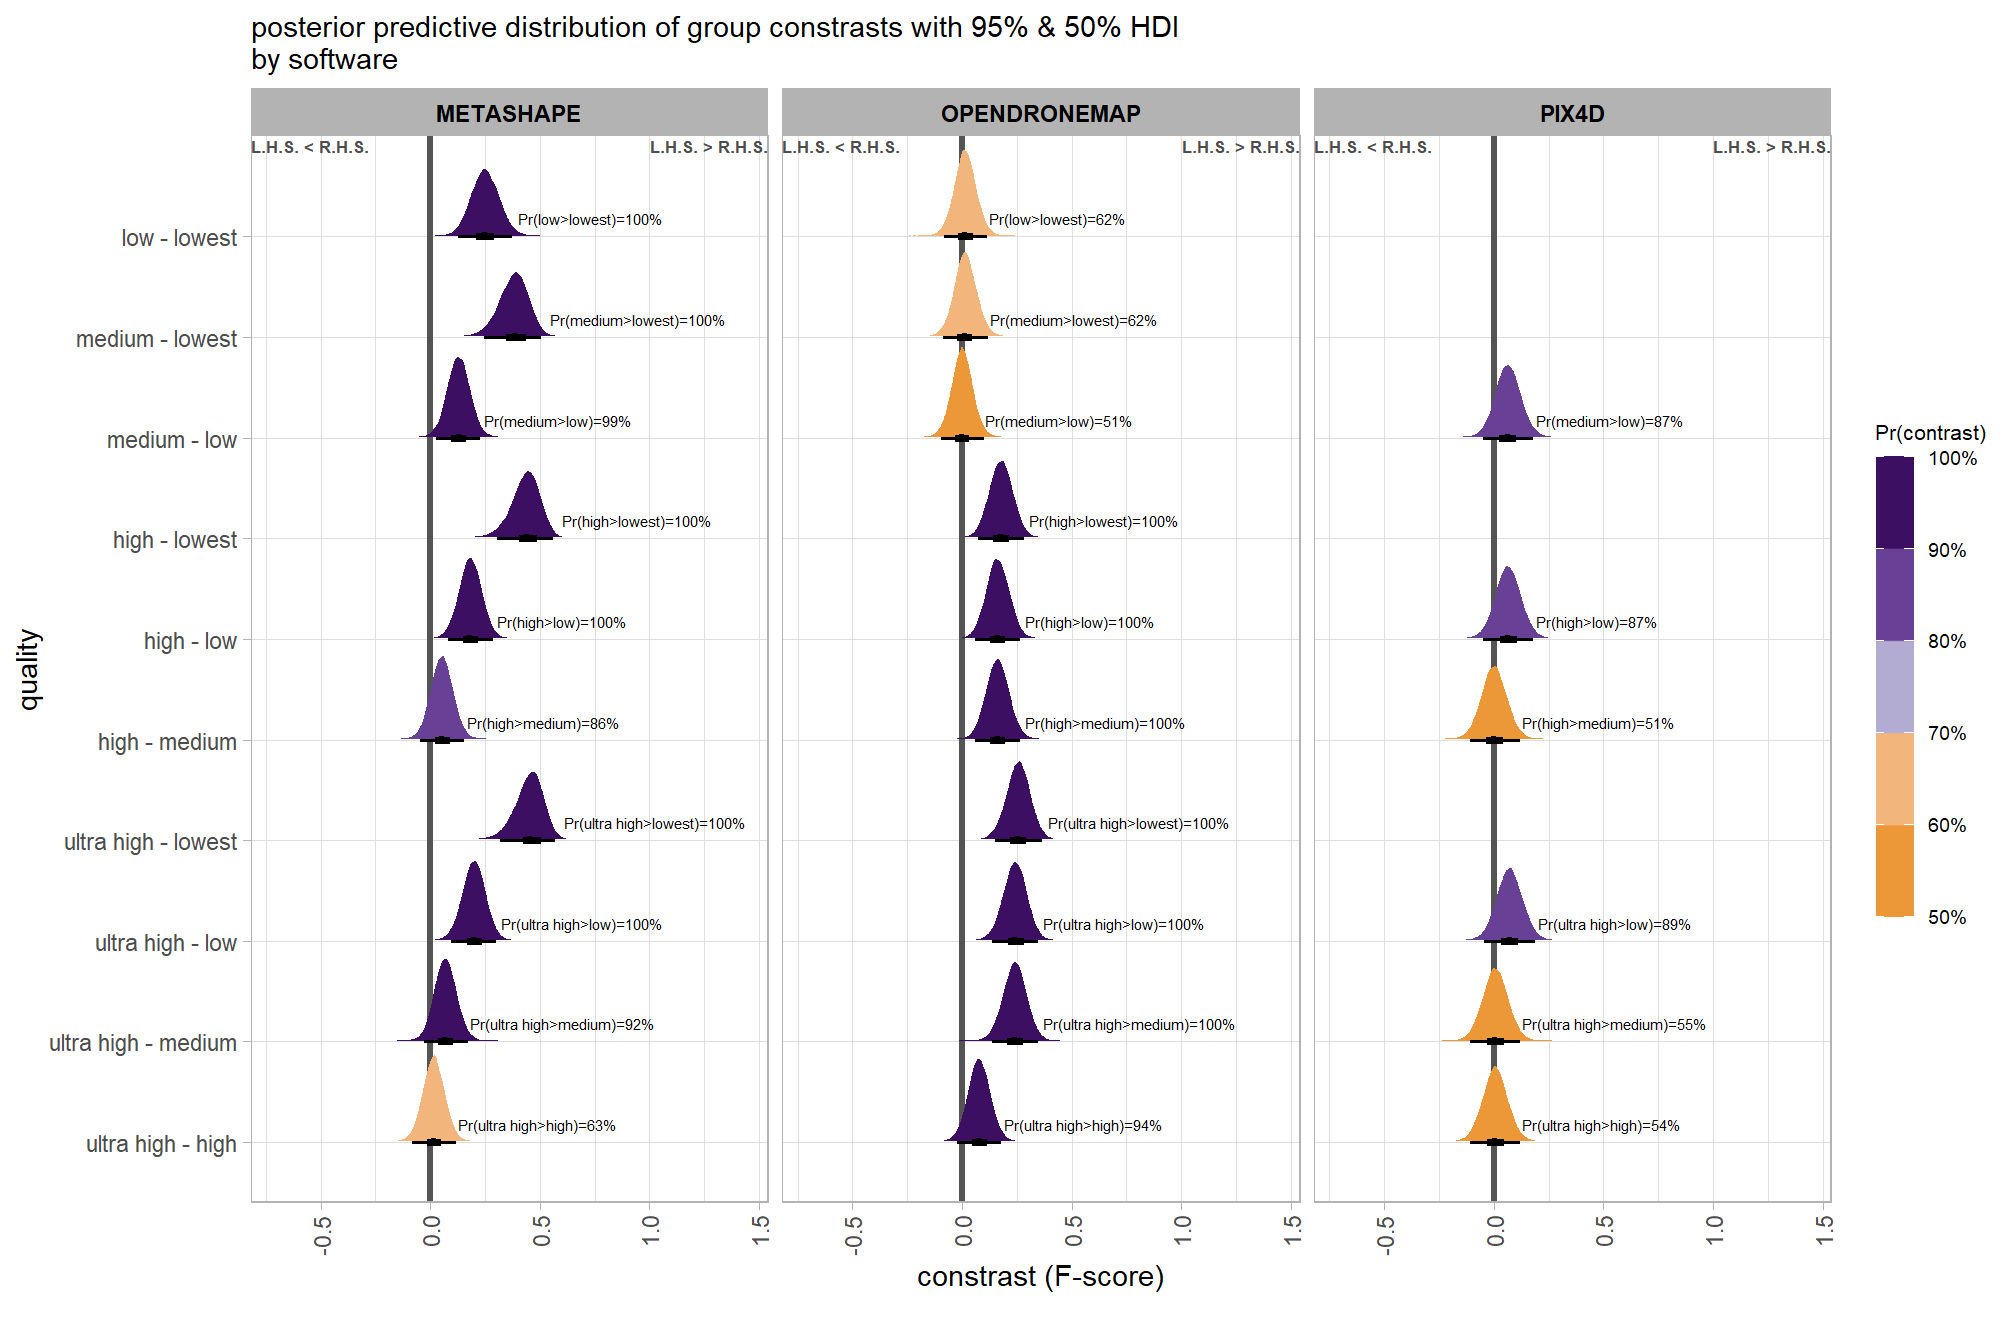 posterior predictive distribution of group constrasts with 95% & 50% HDI
by software
METASHAPE
OPENDRONEMAP
PIX4D
L.H.S. < R.H.S.
L.H.S. > R.H.S.
L.H.S. < R.H.S.
L.H.S. > R.H.S.
L.H.S. < R.H.S.
L.H.S. > R.H.S.
quality
low - lowest
Pr(low>lowest)=100%
Pr(low>lowest)=62%
medium - lowest
Pr(medium>lowest)=100%
Pr(medium>lowest)=62%
medium - low
Pr(medium>low)=99%
Pr(medium>low)=51%
Pr(medium>low)=87%
high - lowest
Pr(high>lowest)=100%
Pr(high>lowest)=100%
high - low
Pr(high>low)=100%
Pr(high>low)=100%
Pr(high>low)=87%
high - medium
Pr(high>medium)=86%
Pr(high>medium)=100%
Pr(high>medium)=51%
ultra high - lowest
Pr(ultra high>lowest)=100%
Pr(ultra high>lowest)=100%
ultra high - low
Pr(ultra high>low)=100%
Pr(ultra high>low)=100%
Pr(ultra high>low)=89%
ultra high - medium
Pr(ultra high>medium)=92%
Pr(ultra high>medium)=100%
Pr(ultra high>medium)=55%
ultra high - high
Pr(ultra high>high)=63%
Pr(ultra high>high)=94%
Pr(ultra high>high)=54%
-0.5
0.0
0.5
1.0
1.5
-0.5
0.0
0.5
1.0
1.5
-0.5
0.0
0.5
1.0
1.5
constrast (F-score)
Pr(contrast)
100%
90%
80%
70%
60%
50%